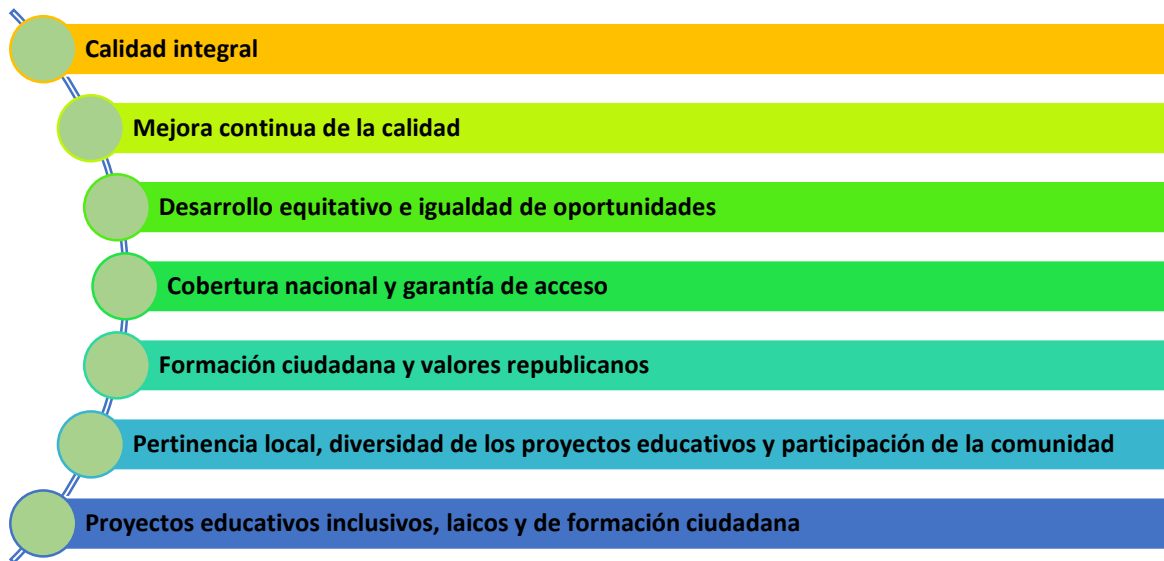 Calidad integral
Mejora continua de la calidad
Desarrollo equitativo e igualdad de oportunidades
Cobertura nacional y garantía de acceso
Formación ciudadana y valores republicanos
Pertinencia local, diversidad de los proyectos educativos y participación de la comunidad
Proyectos educativos inclusivos, laicos y de formación ciudadana